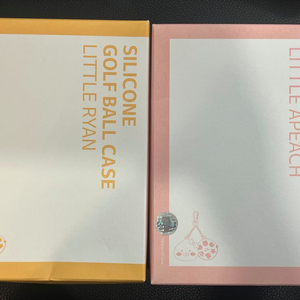 SILICONE
GOLF BALL CASE
LITTLE RYAN
LITTLE APEACH